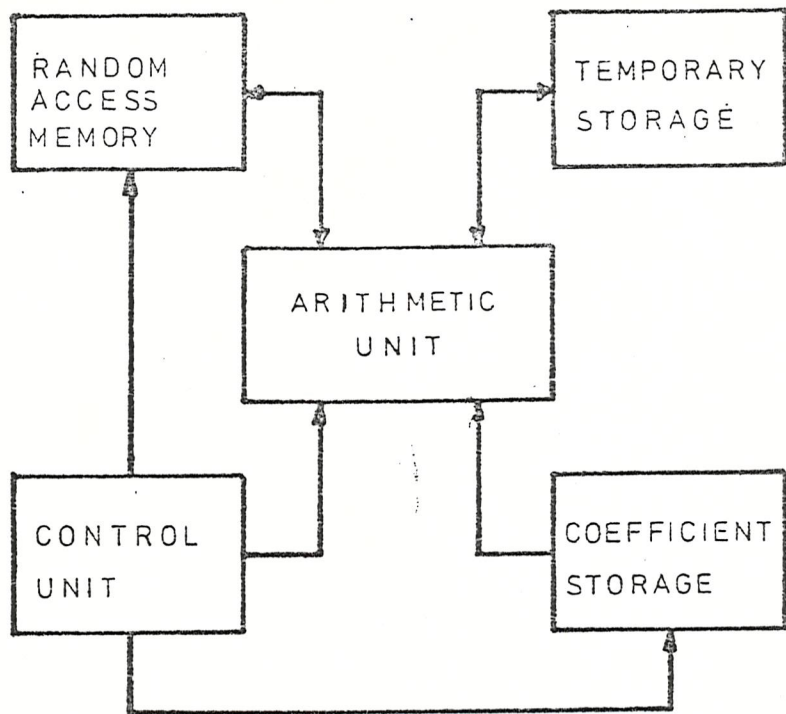 RANDOM
ACCESS
MEMORY
TEMPORARY
STORAGE
ARITHMETIC
UNIT
CONTROL
UNIT
COEFFICIENT
STORAGE